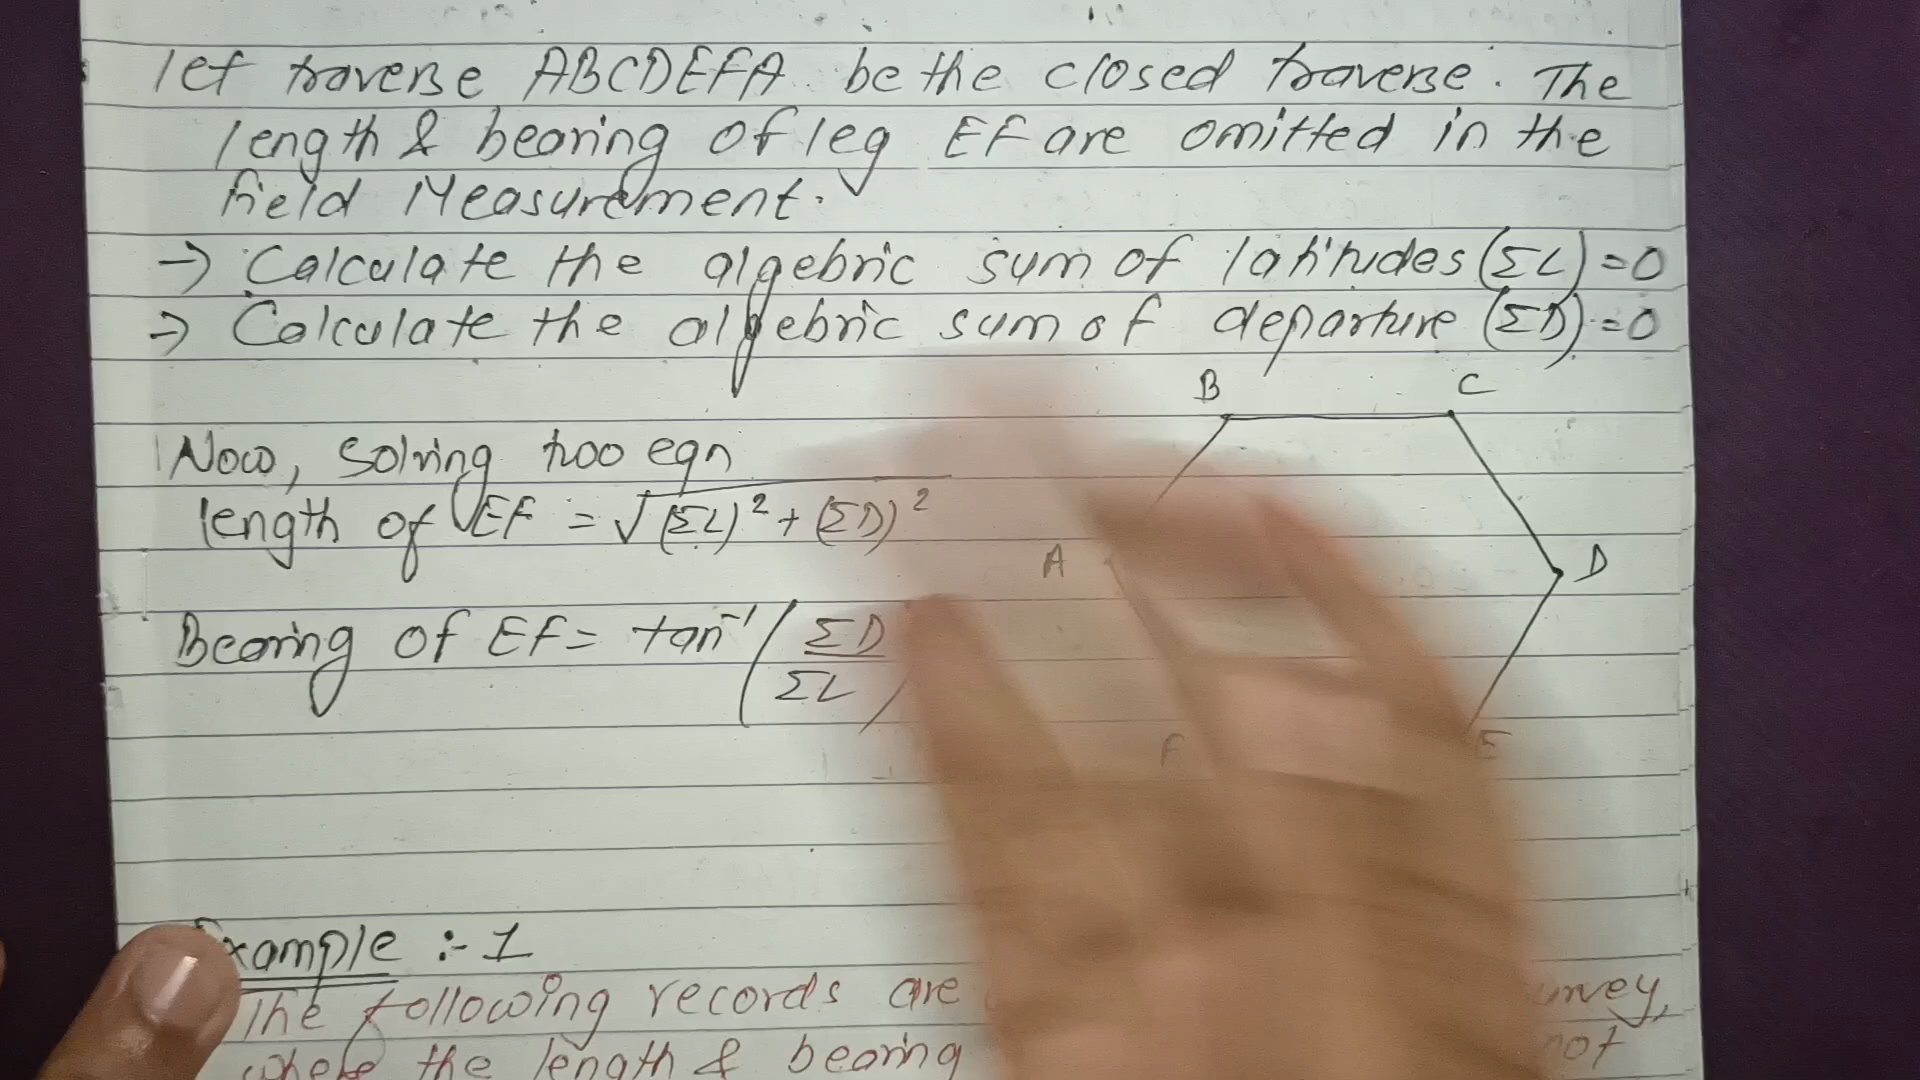 let traverse ABCDEFA be the closed traverse. The
length & bearing of leg EF are omitted in the
field Measurement.
→ Calculate the algebric sum of latitudes (ΣL) = 0
→ Calculate the algebric sum of departure (ΣD) = 0
B C
Now, solving two eqn
length of EF = √(ΣL)² + (ΣD)²
A D
Bearing of EF = tan⁻¹ (ΣD/ΣL)
F E
Example :- 1
The following records are
where the length & bearing not